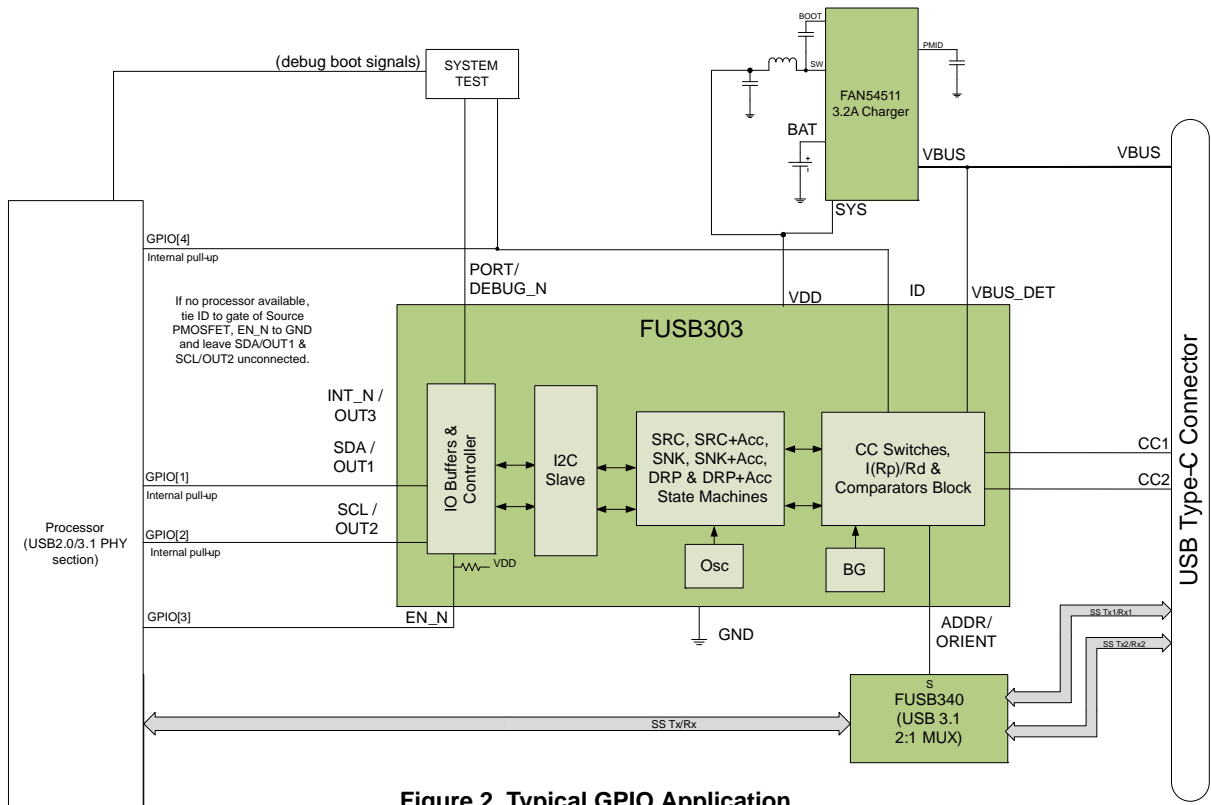 BOOT
PMID
(debug boot signals)
SYSTEM
TEST
SW
FAN54511
3.2A Charger
BAT
+
-
VBUS
VBUS
SYS
GPIO[4]
Internal pull-up
PORT/
DEBUG_N
VDD
ID
VBUS_DET
If no processor available,
tie ID to gate of Source
PMOSFET, EN_N to GND
and leave SDA/OUT1 &
SCL/OUT2 unconnected.
FUSB303
INT_N /
OUT3
SDA /
OUT1
GPIO[1]
Internal pull-up
SCL /
OUT2
GPIO[2]
Internal pull-up
IO Buffers &
Controller
I2C
Slave
SRC, SRC+Acc,
SNK, SNK+Acc,
DRP & DRP+Acc
State Machines
CC Switches,
I(Rp)/Rd &
Comparators Block
CC1
CC2
USB Type-C Connector
Processor
(USB2.0/3.1 PHY
section)
VDD
Osc
BG
GPIO[3]
EN_N
GND
ADDR/
ORIENT
SS Tx1/Rx1
SS Tx2/Rx2
S
FUSB340
(USB 3.1
2:1 MUX)
SS Tx/Rx
Figure 2. Typical GPIO Application